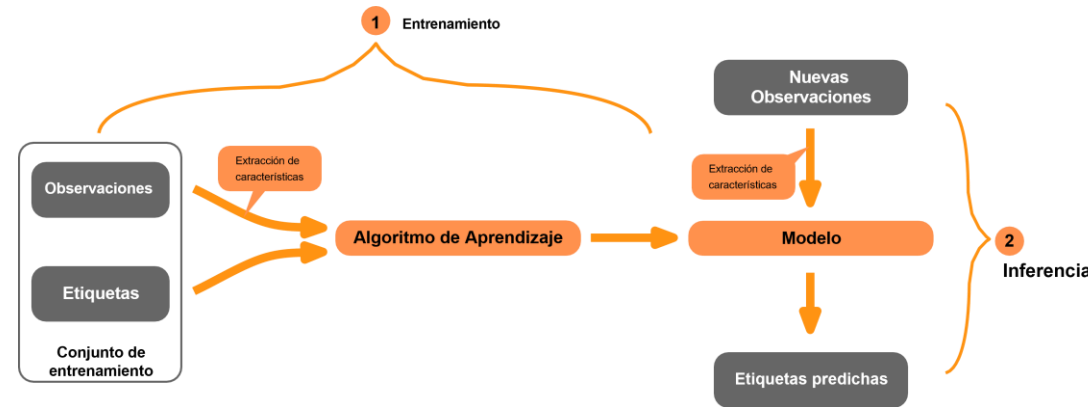 1
Entrenamiento
Nuevas
Observaciones
Extracción de
características
Observaciones
Extracción de
características
Algoritmo de Aprendizaje
Modelo
2
Inferencia
Etiquetas
Conjunto de
entrenamiento
Etiquetas predichas